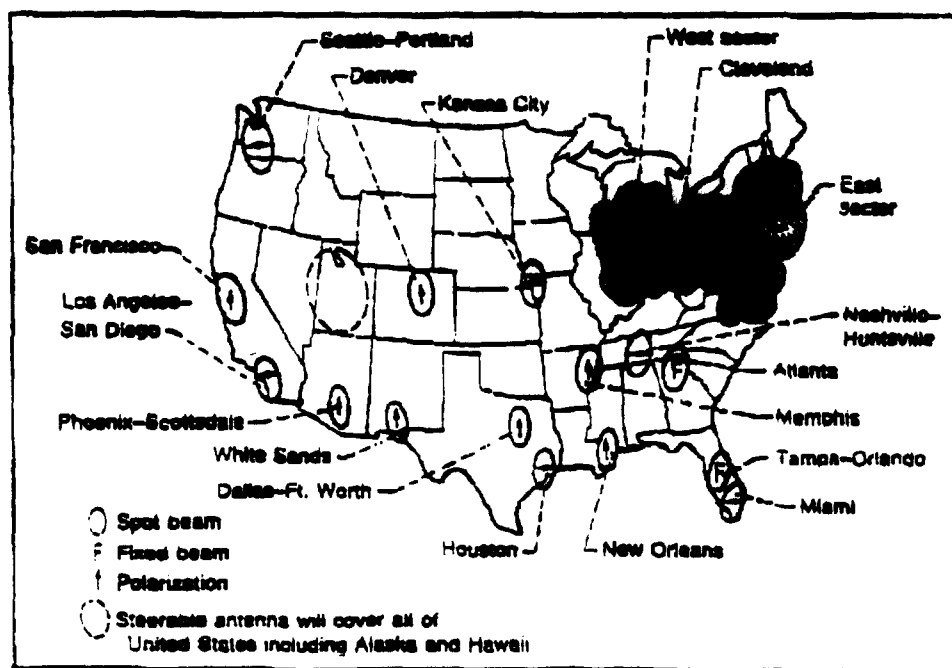 Seattle-Portland
Denver
Kansas City
West sector
Cleveland
East
sector
San Francisco
Los Angeles-
San Diego
Nashville-
Huntsville
Atlanta
F
Memphis
Phoenix-Scottsdale
White Sands
Dallas-Ft. Worth
Tampa-Orlando
F
Miami
Houston
New Orleans
Spot beam
F Fixed beam
Polarization
Steerable antenna will cover all of
United States including Alaska and Hawaii